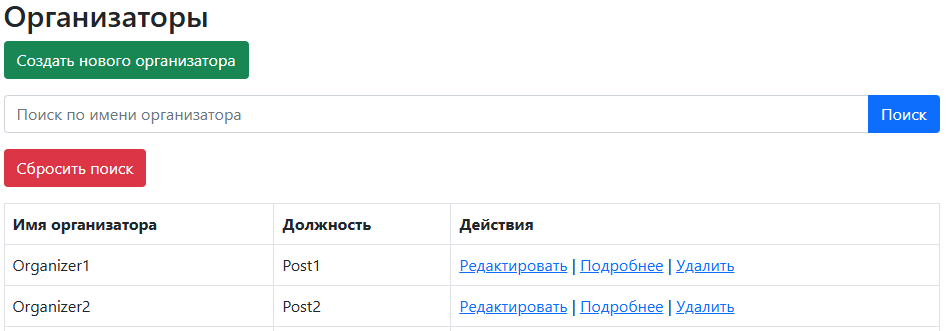 Организаторы
Создать нового организатора
Поиск по имени организатора Поиск
Сбросить поиск
Имя организатора Должность Действия
Organizer1 Post1 Редактировать | Подробнее | Удалить
Organizer2 Post2 Редактировать | Подробнее | Удалить